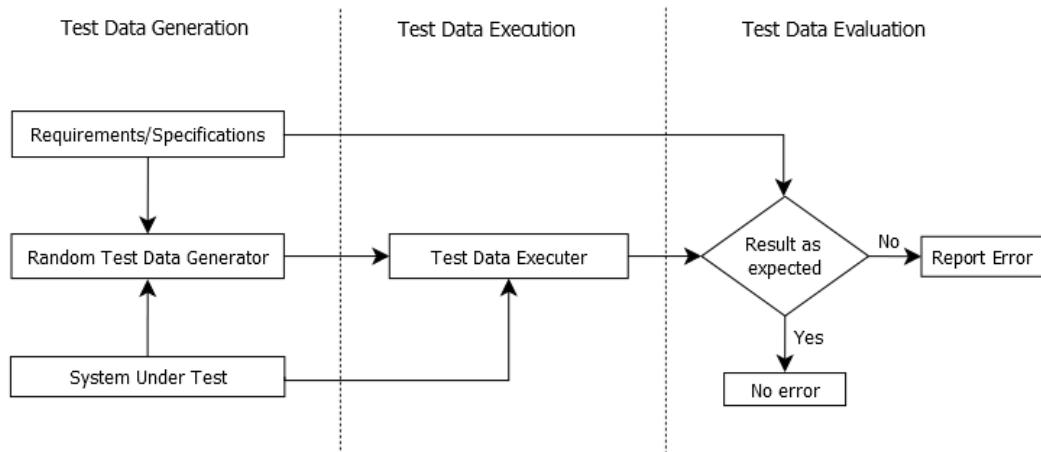 Test Data Generation
Test Data Execution
Test Data Evaluation
Requirements/Specifications
Random Test Data Generator
Test Data Executer
Result as
expected
No
Report Error
Yes
System Under Test
No error